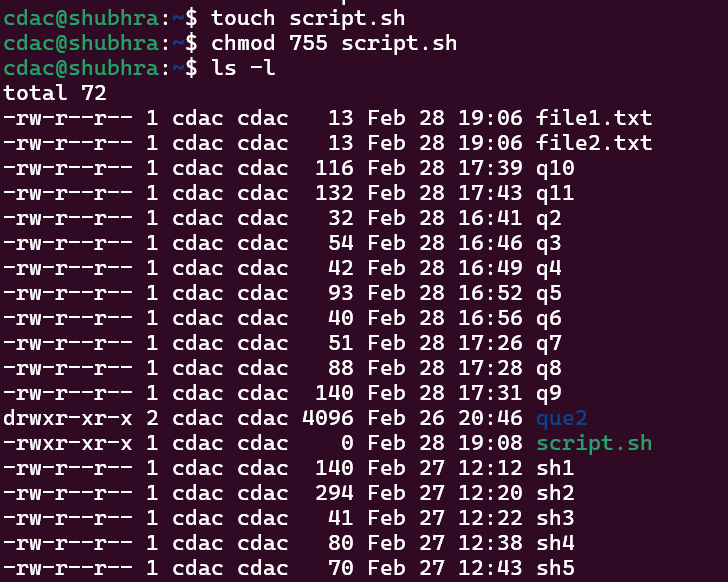 cdac@shubhra:~$ touch script.sh
cdac@shubhra:~$ chmod 755 script.sh
cdac@shubhra:~$ ls -l
total 72
-rw-r--r-- 1 cdac cdac   13 Feb 28 19:06 file1.txt
-rw-r--r-- 1 cdac cdac   13 Feb 28 19:06 file2.txt
-rw-r--r-- 1 cdac cdac  116 Feb 28 17:39 q10
-rw-r--r-- 1 cdac cdac  132 Feb 28 17:43 q11
-rw-r--r-- 1 cdac cdac   32 Feb 28 16:41 q2
-rw-r--r-- 1 cdac cdac   54 Feb 28 16:46 q3
-rw-r--r-- 1 cdac cdac   42 Feb 28 16:49 q4
-rw-r--r-- 1 cdac cdac   93 Feb 28 16:52 q5
-rw-r--r-- 1 cdac cdac   40 Feb 28 16:56 q6
-rw-r--r-- 1 cdac cdac   51 Feb 28 17:26 q7
-rw-r--r-- 1 cdac cdac   88 Feb 28 17:28 q8
-rw-r--r-- 1 cdac cdac  140 Feb 28 17:31 q9
drwxr-xr-x 2 cdac cdac 4096 Feb 26 20:46 que2
-rwxr-xr-x 1 cdac cdac    0 Feb 28 19:08 script.sh
-rw-r--r-- 1 cdac cdac  140 Feb 27 12:12 sh1
-rw-r--r-- 1 cdac cdac  294 Feb 27 12:20 sh2
-rw-r--r-- 1 cdac cdac   41 Feb 27 12:22 sh3
-rw-r--r-- 1 cdac cdac   80 Feb 27 12:38 sh4
-rw-r--r-- 1 cdac cdac   70 Feb 27 12:43 sh5